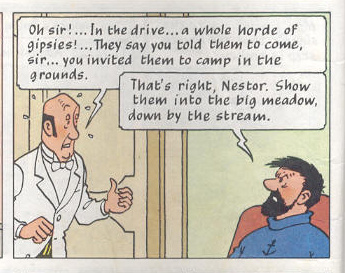 Oh sir!...In the drive...a whole horde of
gipsies!...They say you told them to come,
sir... you invited them to camp in the
grounds.
That's right, Nestor. Show
them into the big meadow,
down by the stream.